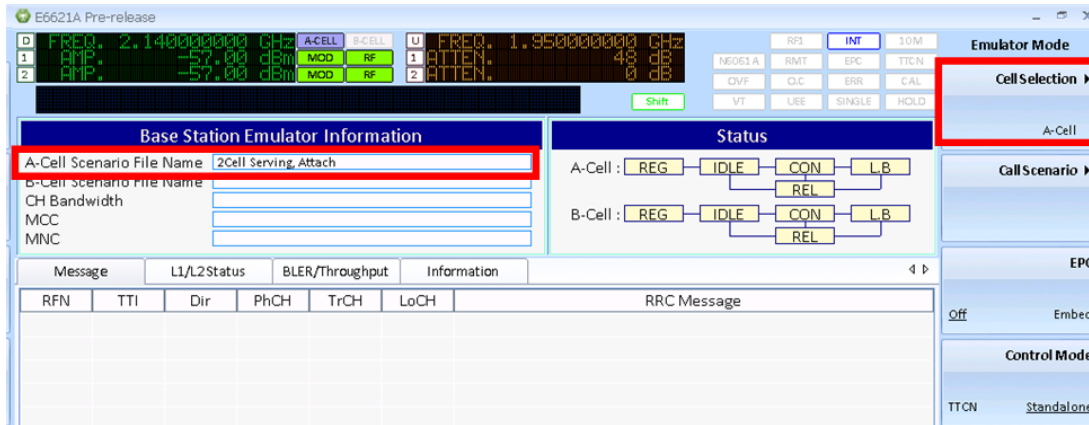 E6621A Pre-release
D FREQ. 2.140000000 GHz A-CELL B-CELL U FREQ. 1.950000000 GHz RF1 INT 10M
1 AMP. -57.00 dBm MOD RF 1 ATTEN. 48 dB N6061A RMT EPC TTCN
2 AMP. -57.00 dBm MOD RF 2 ATTEN. 0 dB OVF O.C ERR CAL
Shift VT UEE SINGLE HOLD
Base Station Emulator Information
A-Cell Scenario File Name 2Cell Serving, Attach
B-Cell Scenario File Name
CH Bandwidth
MCC
MNC
Status
A-Cell : REG IDLE CON L.B
REL
B-Cell : REG IDLE CON L.B
REL
Message L1/L2Status BLER/Throughput Information
RFN TTI Dir PhCH TrCH LoCH RRC Message
Emulator Mode
Cell Selection
A-Cell
Call Scenario
EPC
Off Embed
Control Mode
TTCN Standalone